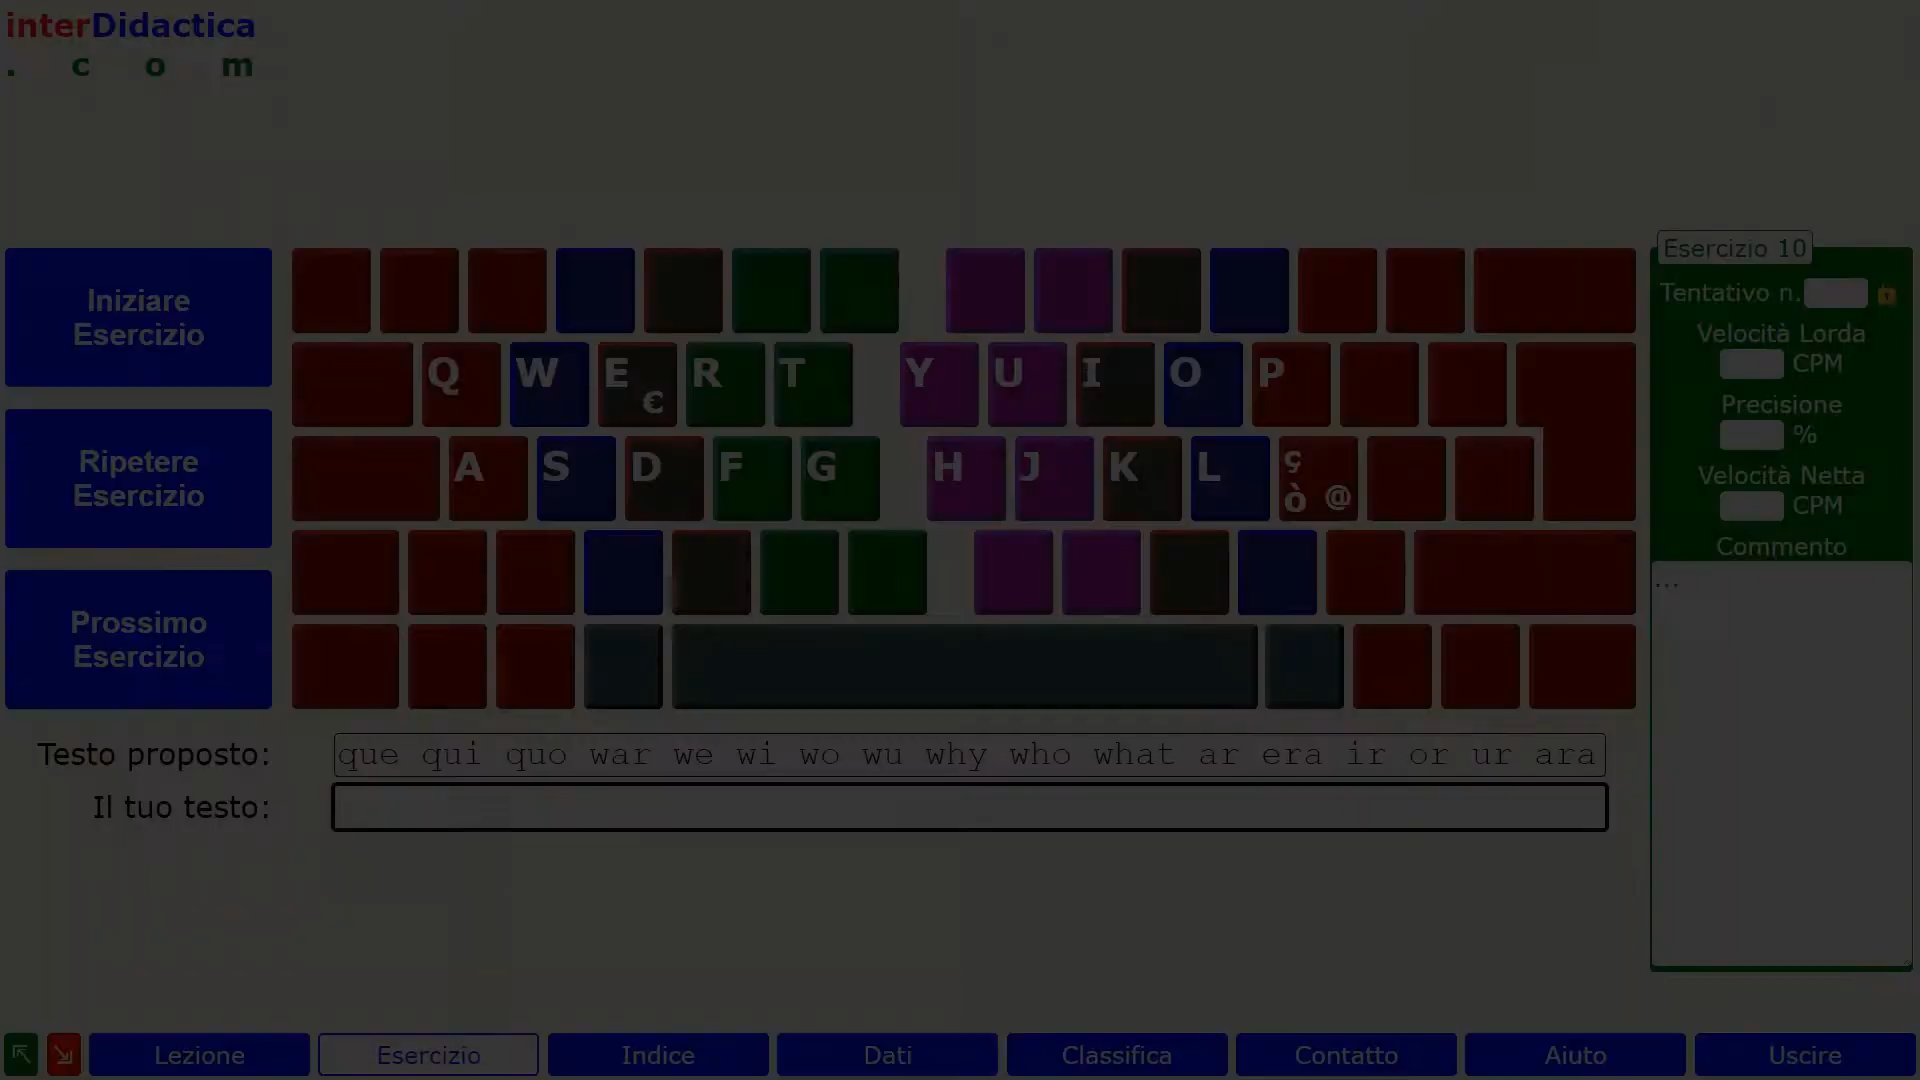 interDidactica
. c o m
Iniziare
Esercizio
Ripetere
Esercizio
Prossimo
Esercizio
Q W E € R T Y U I O P
A S D F G H J K L ç ò @
Esercizio 10
Tentativo n.
Velocità Lorda
CPM
Precisione
%
Velocità Netta
CPM
Commento
...
Testo proposto: que qui quo war we wi wo wu why who what ar era ir or ur ara
Il tuo testo:
Lezione Esercizio Indice Dati Classifica Contatto Aiuto Uscire